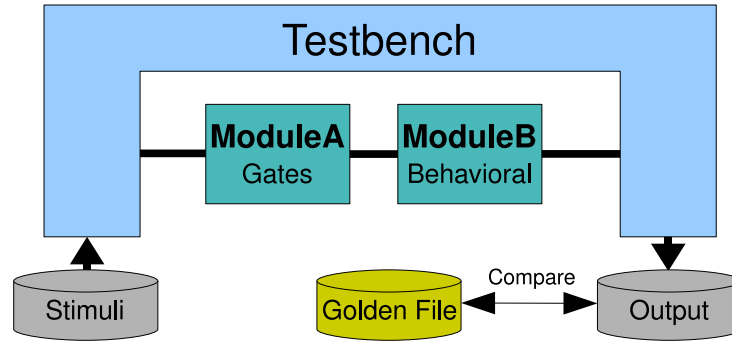 Testbench
ModuleA
Gates
ModuleB
Behavioral
Stimuli
Golden File
Compare
Output